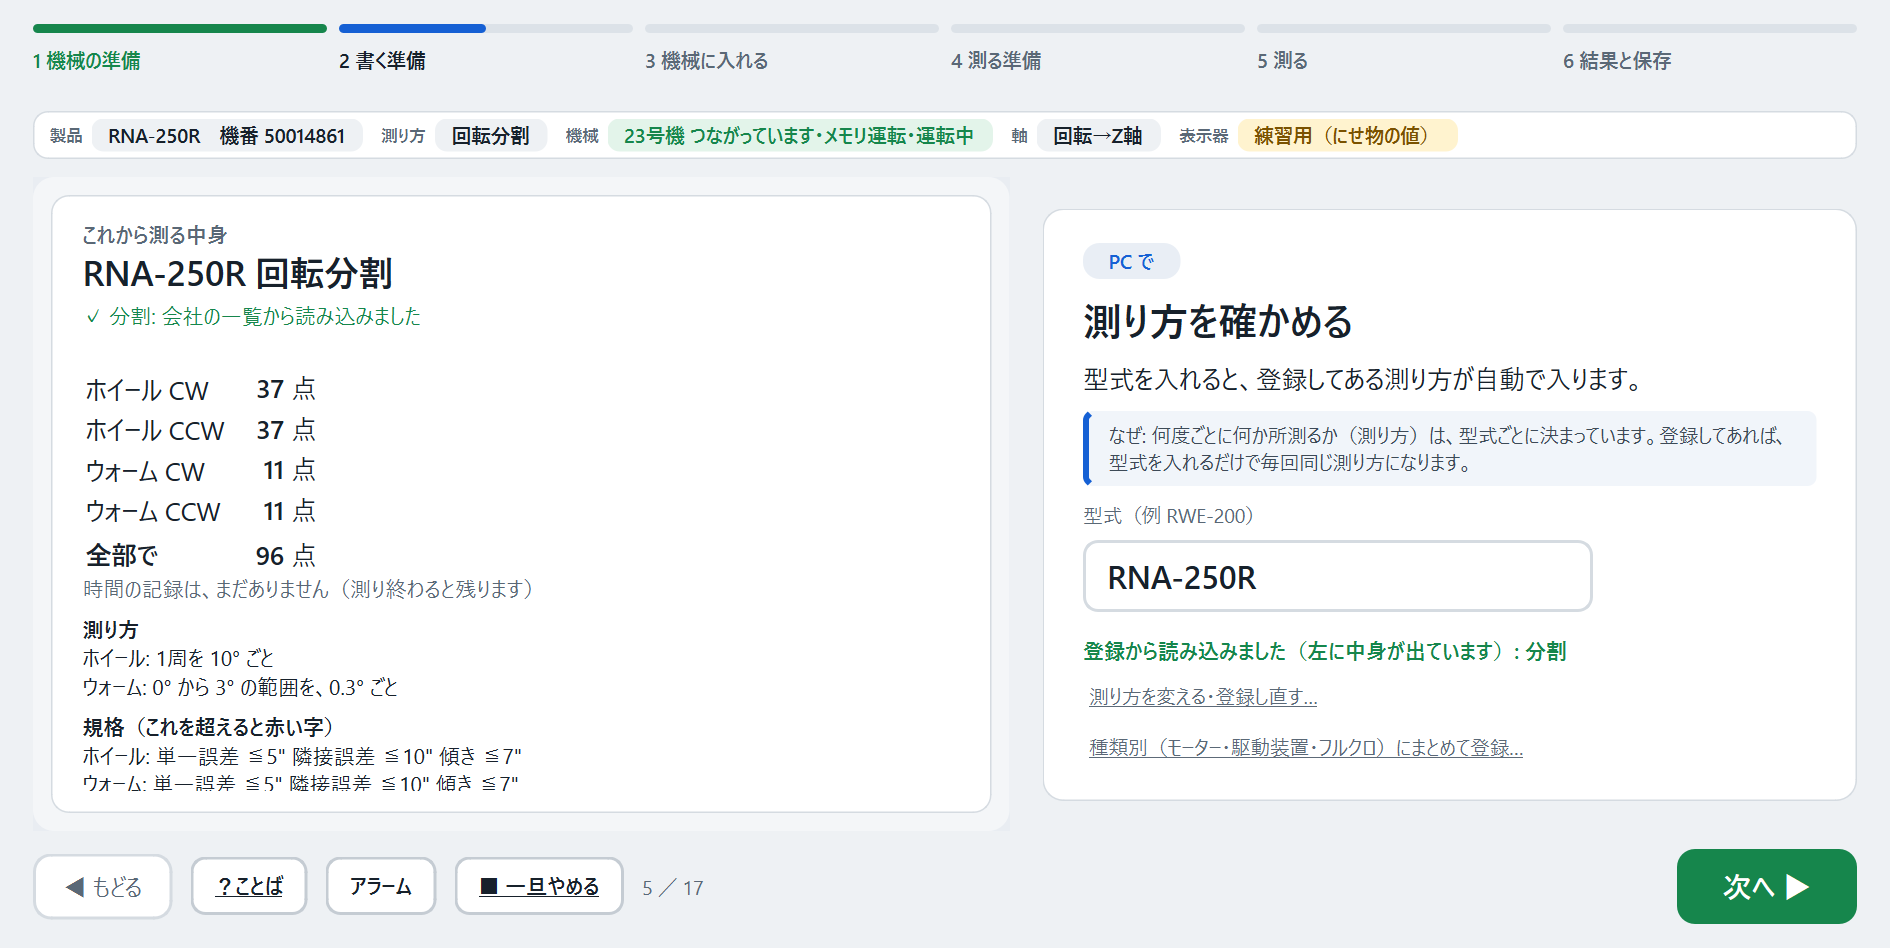 1 機械の準備
2 書く準備
3 機械に入れる
4 測る準備
5 測る
6 結果と保存
製品 RNA-250R 機番 50014861 測り方 回転分割 機械 23号機 つながっています・メモリ運転・運転中 軸 回転→Z軸 表示器 練習用（にせ物の値）
これから測る中身
RNA-250R 回転分割
✓ 分割: 会社の一覧から読み込みました
ホイール CW 37 点
ホイール CCW 37 点
ウォーム CW 11 点
ウォーム CCW 11 点
全部で 96 点
時間の記録は、まだありません（測り終わると残ります）
測り方
ホイール: 1周を 10° ごと
ウォーム: 0° から 3° の範囲を、0.3° ごと
規格（これを超えると赤い字）
ホイール: 単一誤差 ≦5" 隣接誤差 ≦10" 傾き ≦7"
ウォーム: 単一誤差 ≦5" 隣接誤差 ≦10" 傾き ≦7"
PC で
測り方を確かめる
型式を入れると、登録してある測り方が自動で入ります。
なぜ: 何度ごとに何か所測るか（測り方）は、型式ごとに決まっています。登録してあれば、
型式を入れるだけで毎回同じ測り方になります。
型式（例 RWE-200）
RNA-250R
登録から読み込みました（左に中身が出ています）: 分割
測り方を変える・登録し直す...
種類別（モーター・駆動装置・フルクロ）にまとめて登録...
◀ もどる
？ことば
アラーム
■ 一旦やめる
5 ／ 17
次へ ▶